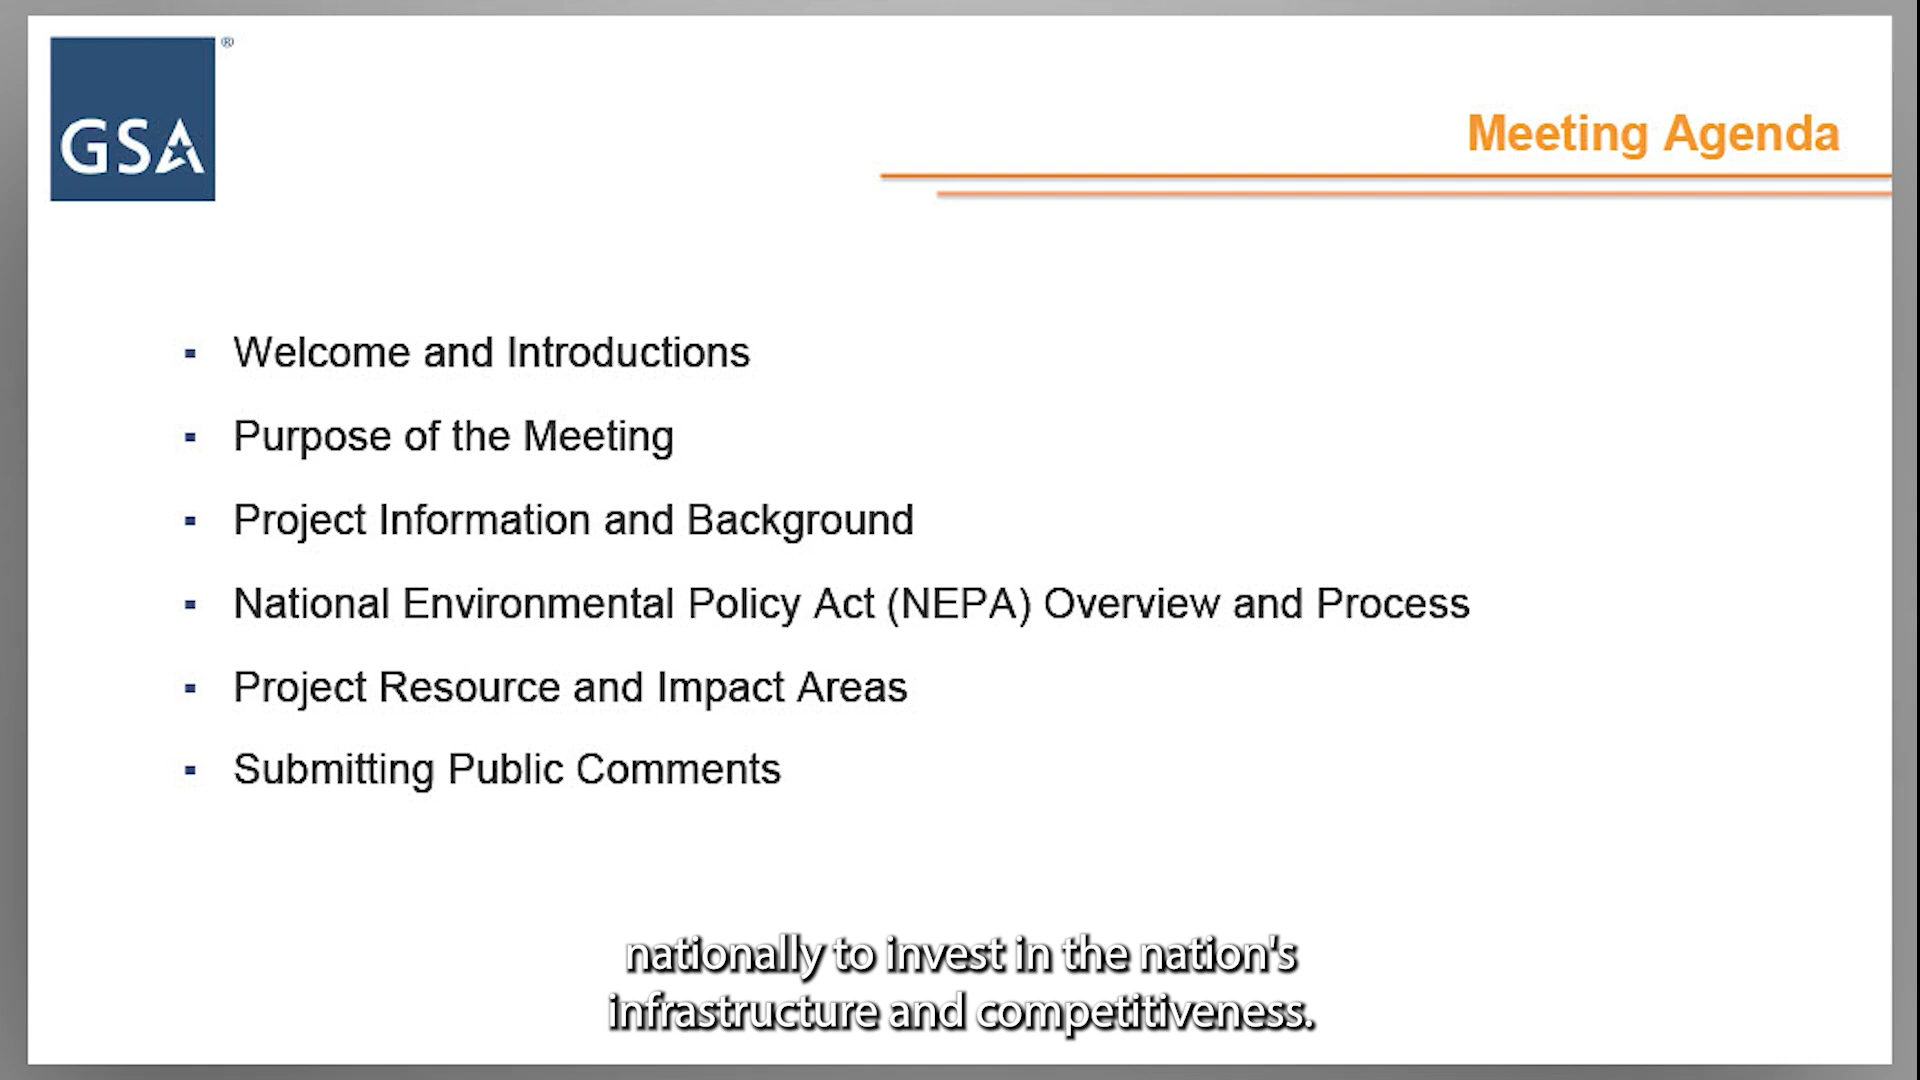 GSA®
Meeting Agenda
▪ Welcome and Introductions
▪ Purpose of the Meeting
▪ Project Information and Background
▪ National Environmental Policy Act (NEPA) Overview and Process
▪ Project Resource and Impact Areas
▪ Submitting Public Comments
nationally to invest in the nation's
infrastructure and competitiveness.